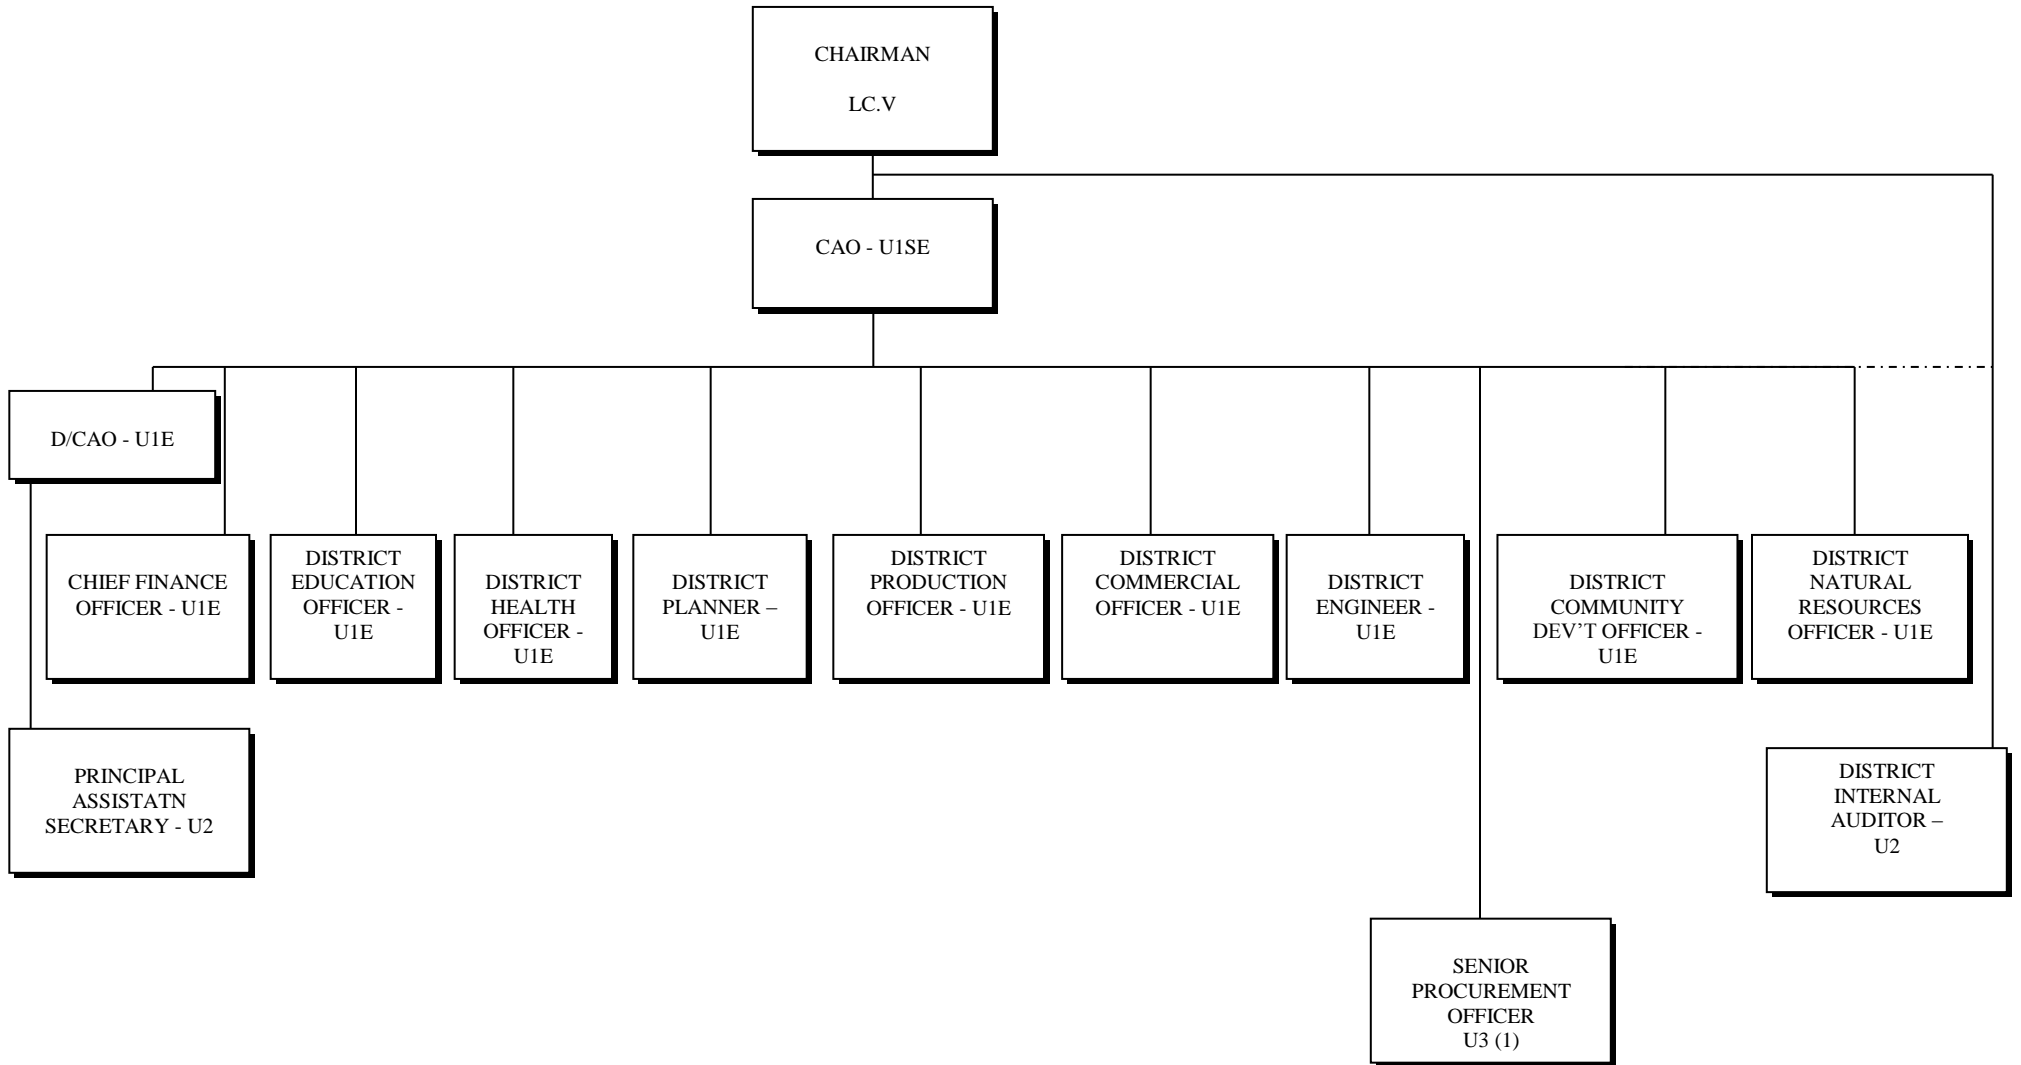 CHAIRMAN
LC.V
CAO - U1SE
D/CAO - U1E
CHIEF FINANCE
OFFICER - U1E
DISTRICT
EDUCATION
OFFICER -
U1E
DISTRICT
HEALTH
OFFICER -
U1E
DISTRICT
PLANNER –
U1E
DISTRICT
PRODUCTION
OFFICER - U1E
DISTRICT
COMMERCIAL
OFFICER - U1E
DISTRICT
ENGINEER -
U1E
DISTRICT
COMMUNITY
DEV’T OFFICER -
U1E
DISTRICT
NATURAL
RESOURCES
OFFICER - U1E
PRINCIPAL
ASSISTATN
SECRETARY - U2
DISTRICT
INTERNAL
AUDITOR –
U2
SENIOR
PROCUREMENT
OFFICER
U3 (1)